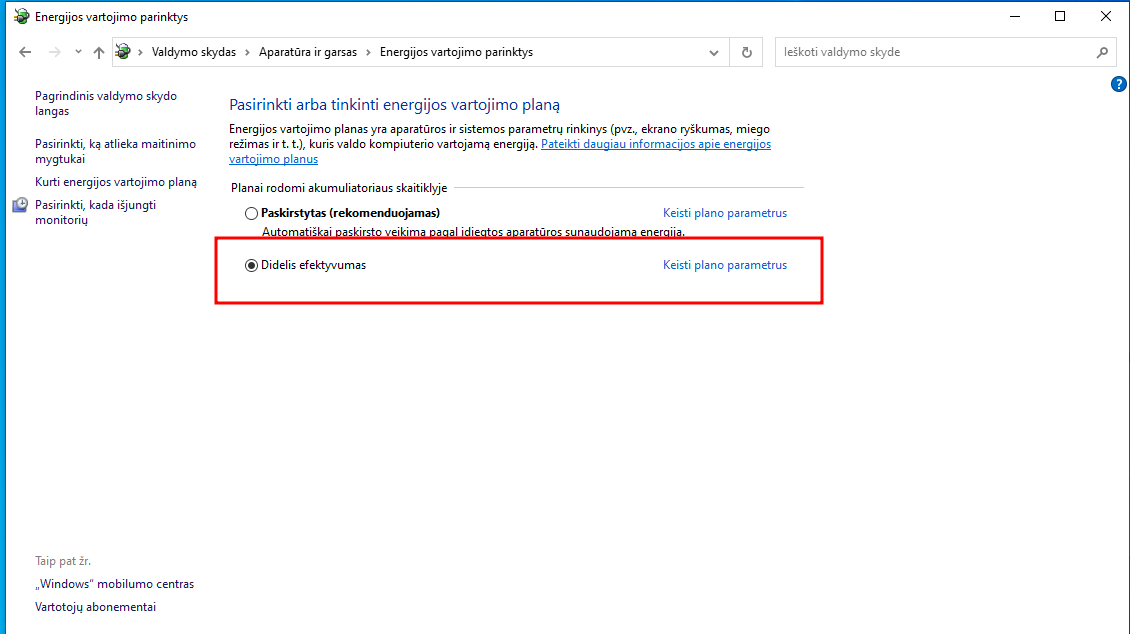 Energijos vartojimo parinktys
Valdymo skydas › Aparatūra ir garsas › Energijos vartojimo parinktys
Ieškoti valdymo skyde
?
Pagrindinis valdymo skydo
langas
Pasirinkti, ką atlieka maitinimo
mygtukai
Kurti energijos vartojimo planą
Pasirinkti, kada išjungti
monitorių
Pasirinkti arba tinkinti energijos vartojimo planą
Energijos vartojimo planas yra aparatūros ir sistemos parametrų rinkinys (pvz., ekrano ryškumas, miego
režimas ir t. t.), kuris valdo kompiuterio vartojamą energiją. Pateikti daugiau informacijos apie energijos
vartojimo planus
Planai rodomi akumuliatoriaus skaitiklyje
Paskirstytas (rekomenduojamas) Keisti plano parametrus
Automatiškai paskirsto veikimą pagal įdiegtos aparatūros sunaudojamą energiją.
Didelis efektyvumas Keisti plano parametrus
Taip pat žr.
„Windows“ mobilumo centras
Vartotojų abonementai